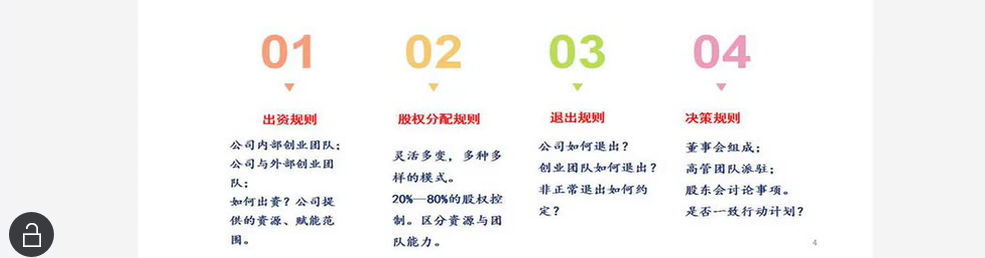 01
02
03
04
出资规则
股权分配规则
退出规则
决策规则
公司内部创业团队；
公司与外部创业团
队；
如何出资？公司提
供的资源、赋能范
围。
灵活多变，多种多
样的模式。
20%—80%的股权控
制。区分资源与团
队能力。
公司如何退出？
创业团队如何退出？
非正常退出如何约
定？
董事会组成；
高管团队派驻；
股东会讨论事项。
是否一致行动计划？
4